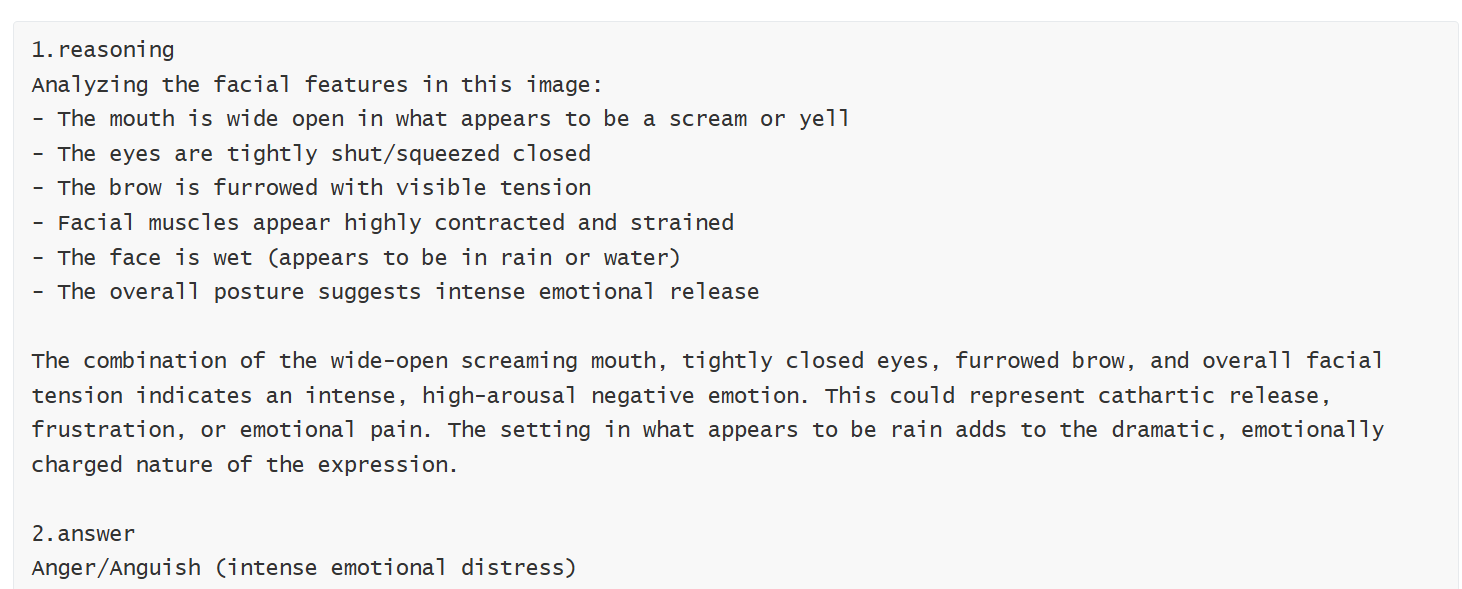 1.reasoning
Analyzing the facial features in this image:
- The mouth is wide open in what appears to be a scream or yell
- The eyes are tightly shut/squeezed closed
- The brow is furrowed with visible tension
- Facial muscles appear highly contracted and strained
- The face is wet (appears to be in rain or water)
- The overall posture suggests intense emotional release
The combination of the wide-open screaming mouth, tightly closed eyes, furrowed brow, and overall facial
tension indicates an intense, high-arousal negative emotion. This could represent cathartic release,
frustration, or emotional pain. The setting in what appears to be rain adds to the dramatic, emotionally
charged nature of the expression.
2.answer
Anger/Anguish (intense emotional distress)